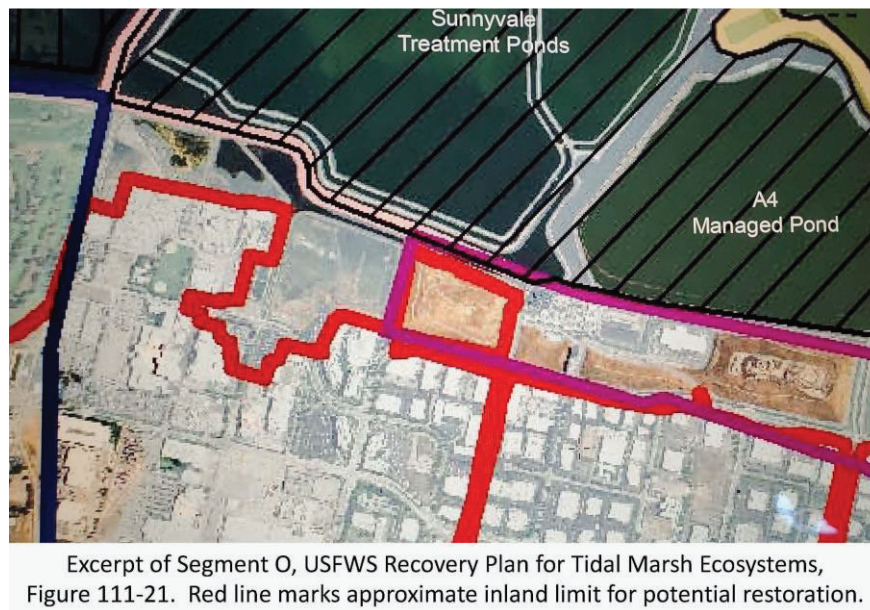 Sunnyvale
Treatment Ponds
A4
Managed Pond
Excerpt of Segment O, USFWS Recovery Plan for Tidal Marsh Ecosystems,
Figure 111-21.  Red line marks approximate inland limit for potential restoration.